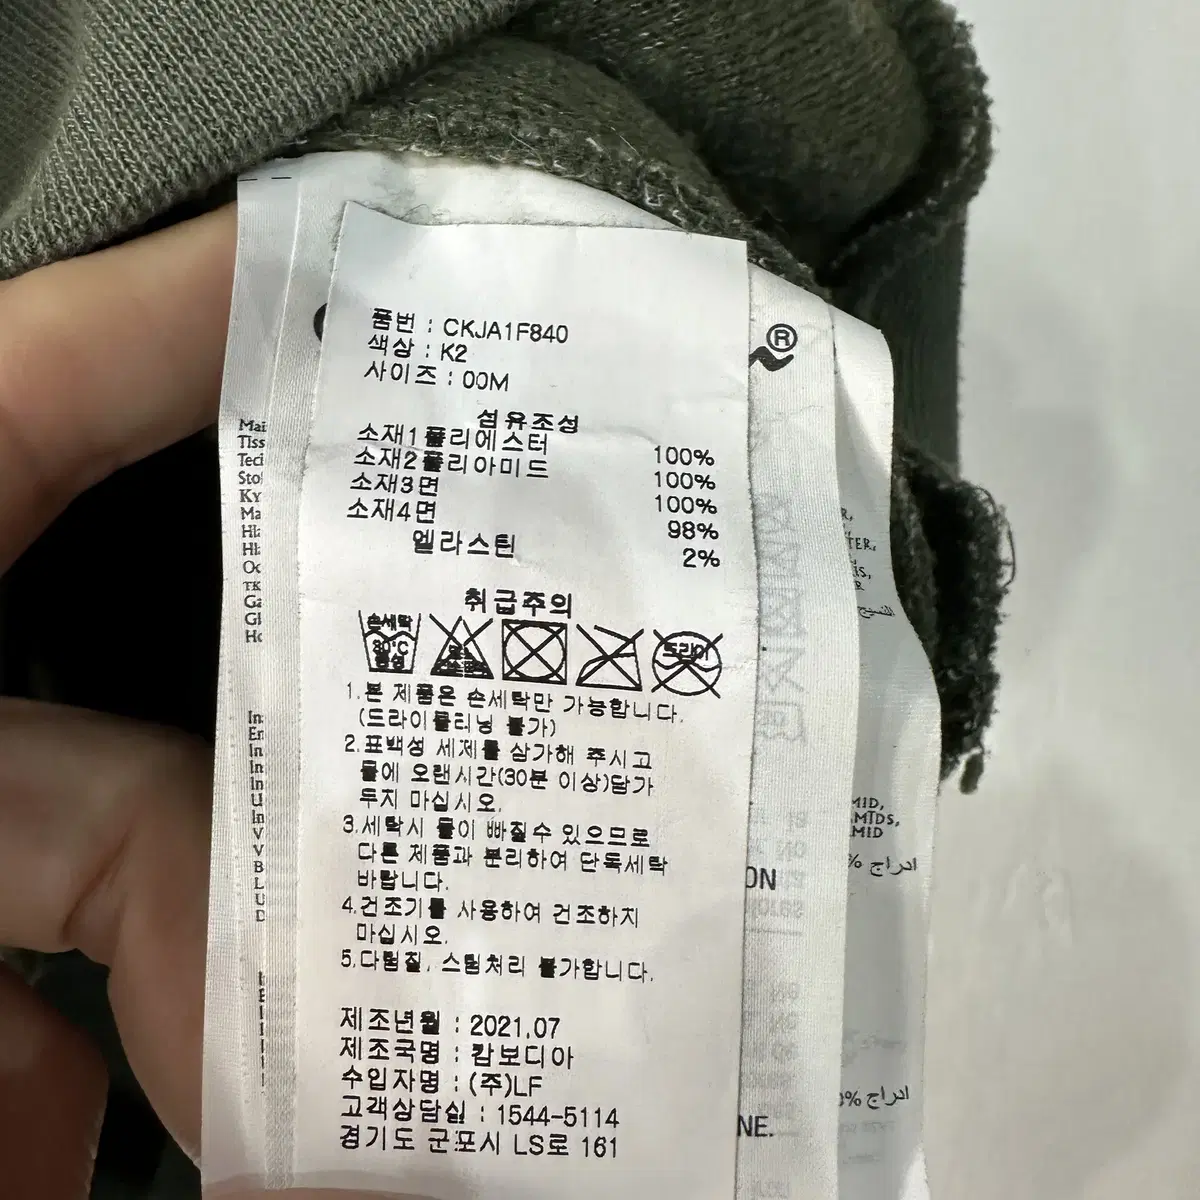 품번 : CKJA1F840
색상 : K2
사이즈 : 00M
섬유조성
소재1 폴리에스터 100%
소재2 폴리아미드 100%
소재3 면 100%
소재4 면 98%
엘라스틴 2%
취급주의
손세탁
30°C
중성
드라이
1.본 제품은 손세탁만 가능합니다.
(드라이클리닝 불가)
2.표백성 세제를 삼가해 주시고
물에 오랜시간(30분 이상)담가
두지 마십시오.
3.세탁시 물이 빠질수 있으므로
다른 제품과 분리하여 단독세탁
바랍니다.
4.건조기를 사용하여 건조하지
마십시오.
5.다림질, 스팀처리 불가합니다.
제조년월 : 2021.07
제조국명 : 캄보디아
수입자명 : (주)LF
고객상담실 : 1544-5114
경기도 군포시 LS로 161
®
MID,
MTDS,
MID
ON
NE.